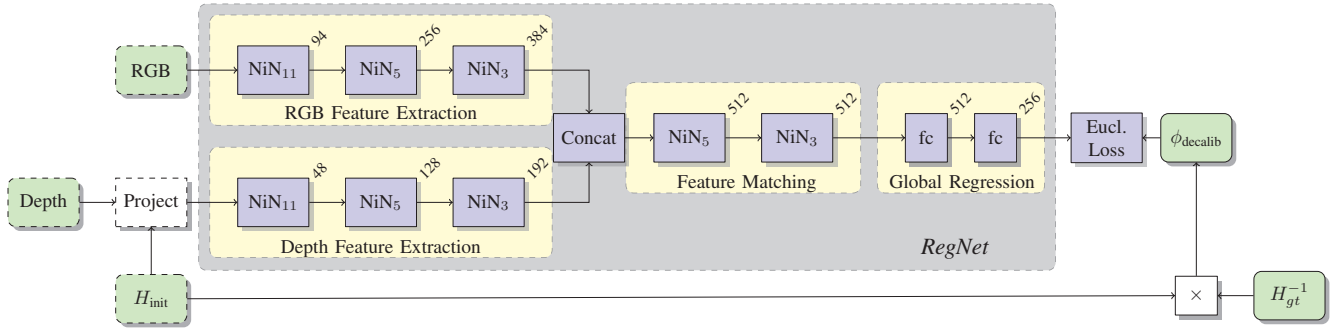 RGB
NiN11
94
NiN5
256
NiN3
384
RGB Feature Extraction
Depth
Project
NiN11
48
NiN5
128
NiN3
192
Depth Feature Extraction
Concat
NiN5
512
NiN3
512
Feature Matching
fc
512
fc
256
Global Regression
RegNet
Eucl.
Loss
ϕdecalib
Hinit
×
H−1gt